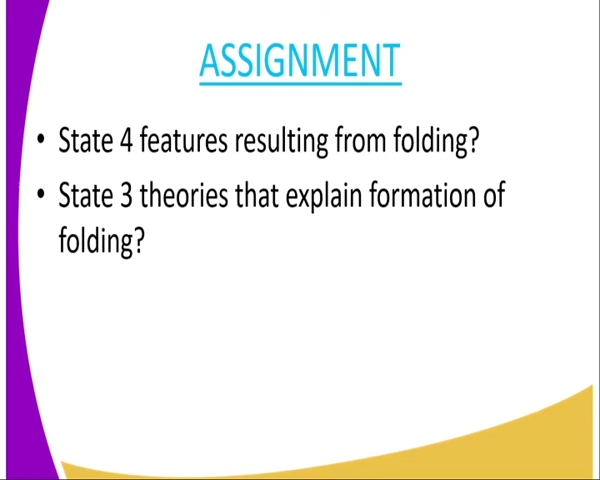 ASSIGNMENT
• State 4 features resulting from folding?
• State 3 theories that explain formation of
folding?